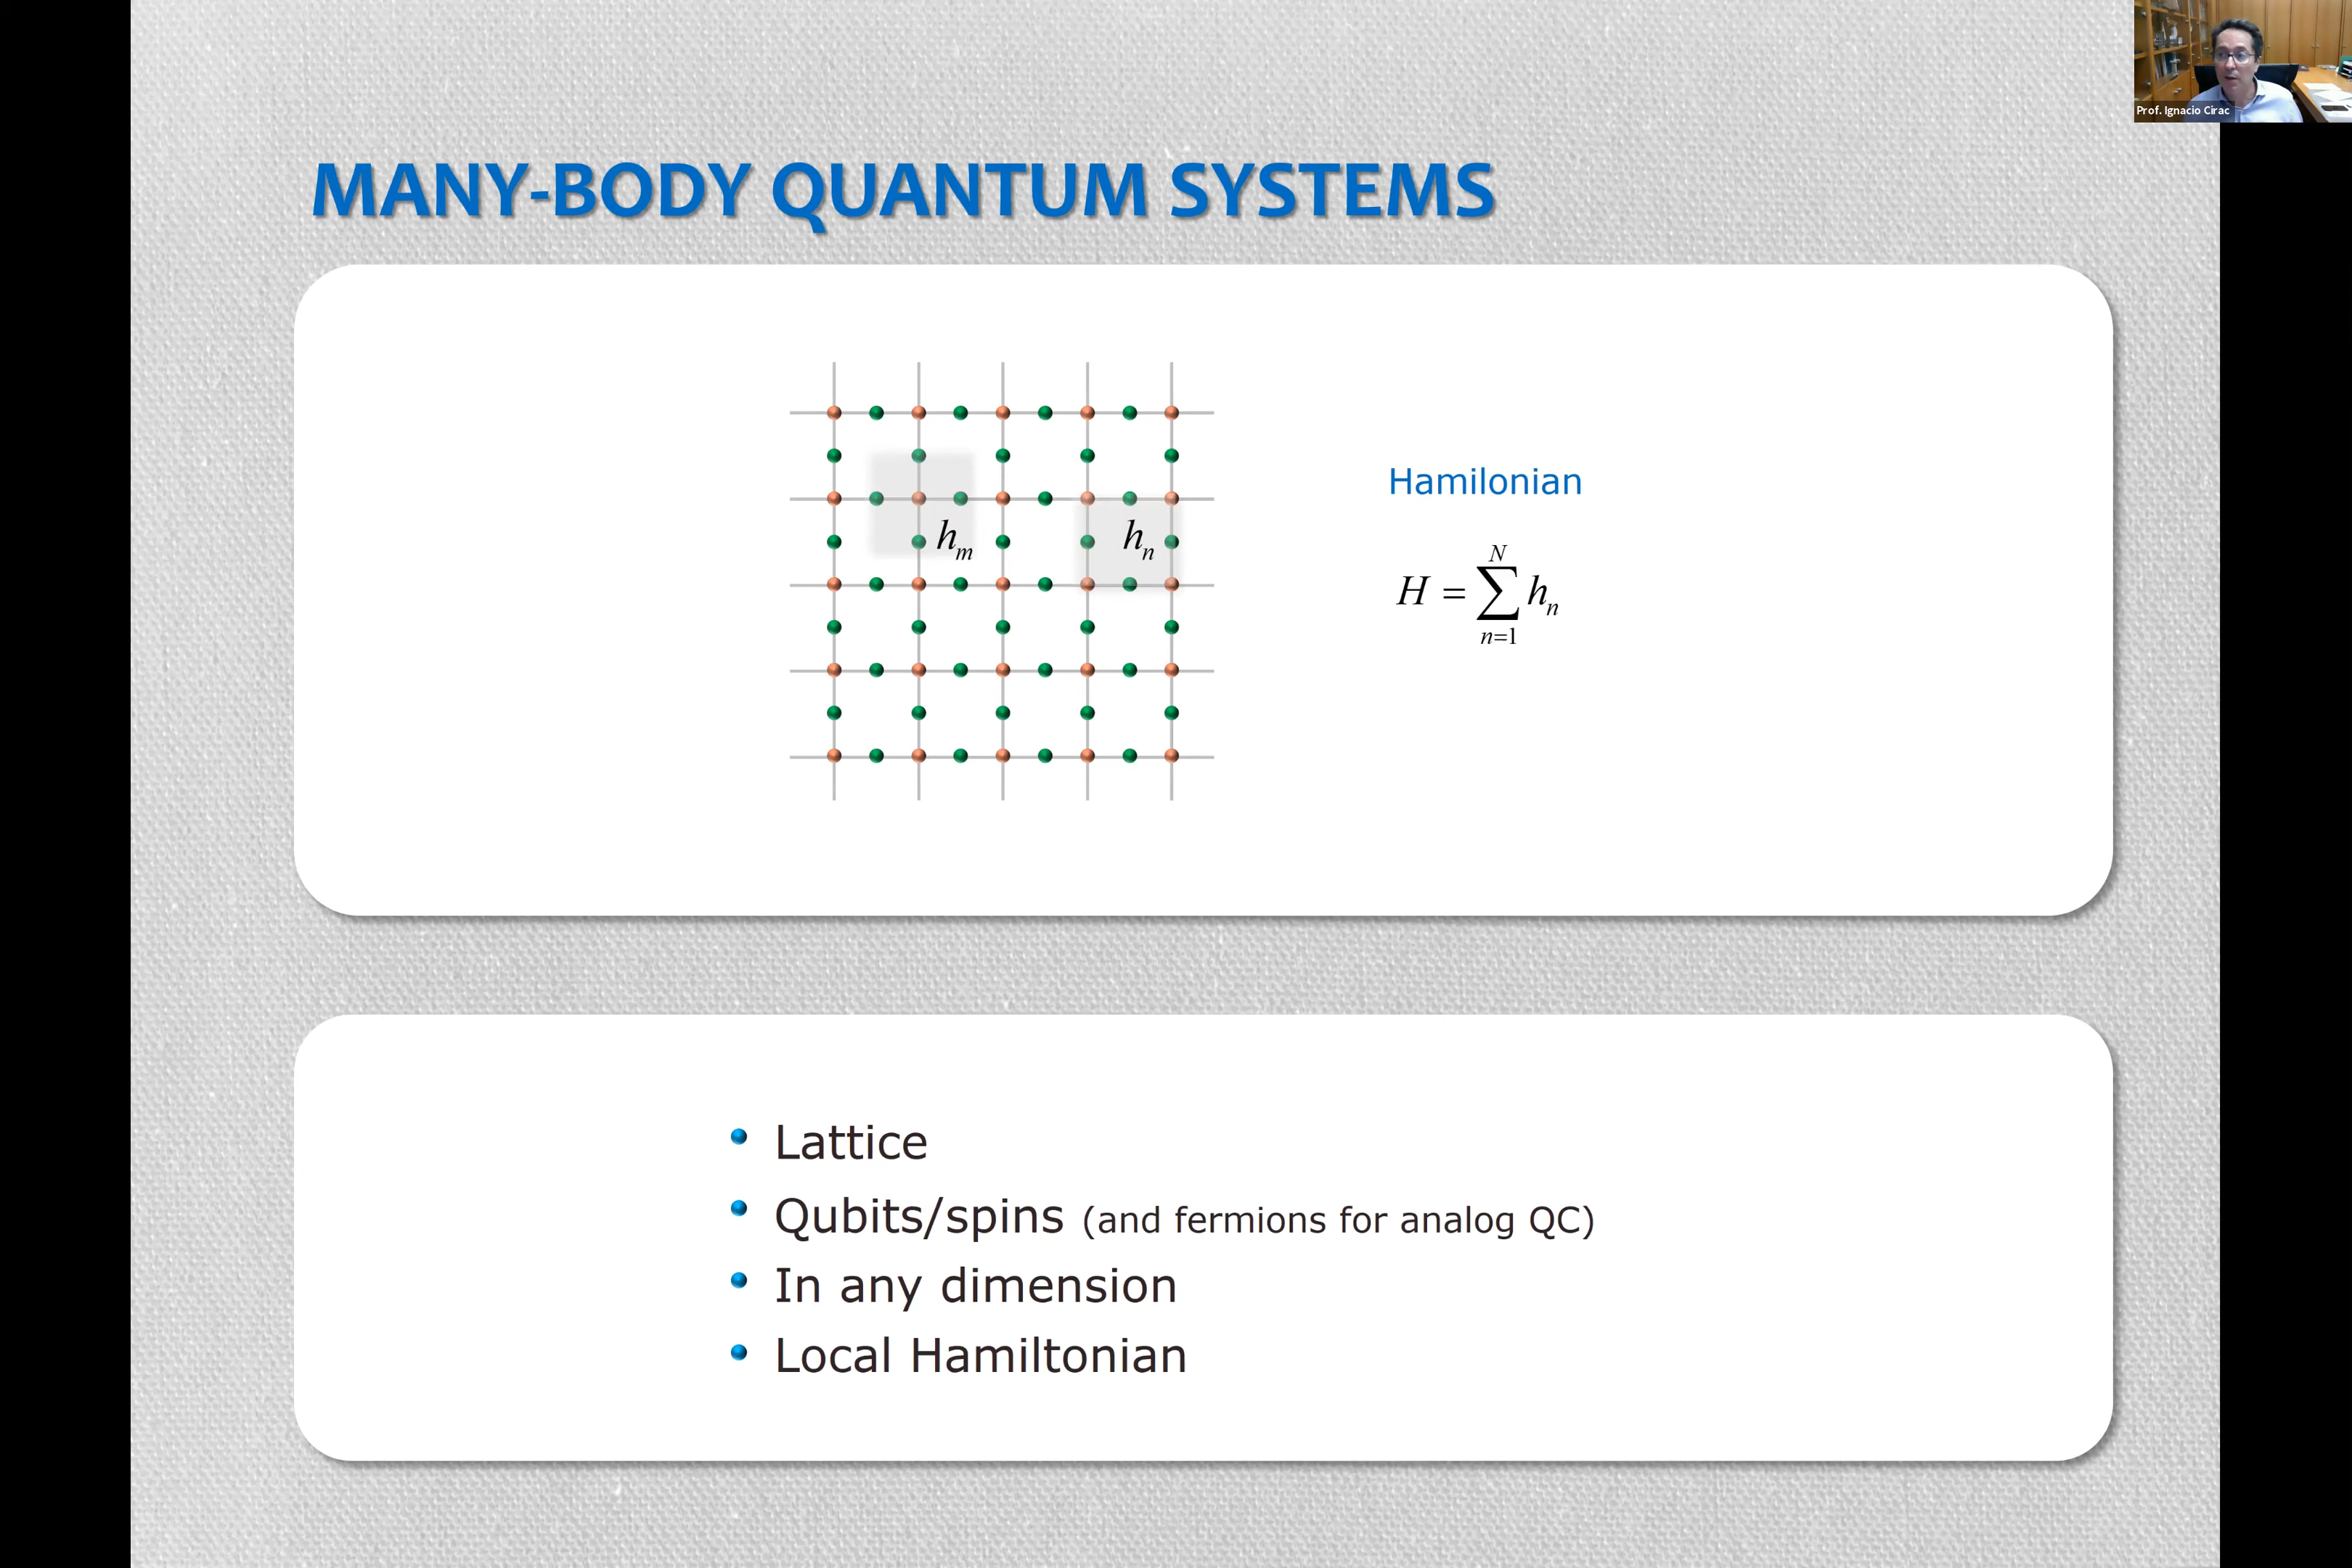 Prof. Ignacio Cirac
MANY-BODY QUANTUM SYSTEMS
h_m
h_n
Hamilonian
H = \sum_{n=1}^{N} h_n
• Lattice
• Qubits/spins (and fermions for analog QC)
• In any dimension
• Local Hamiltonian